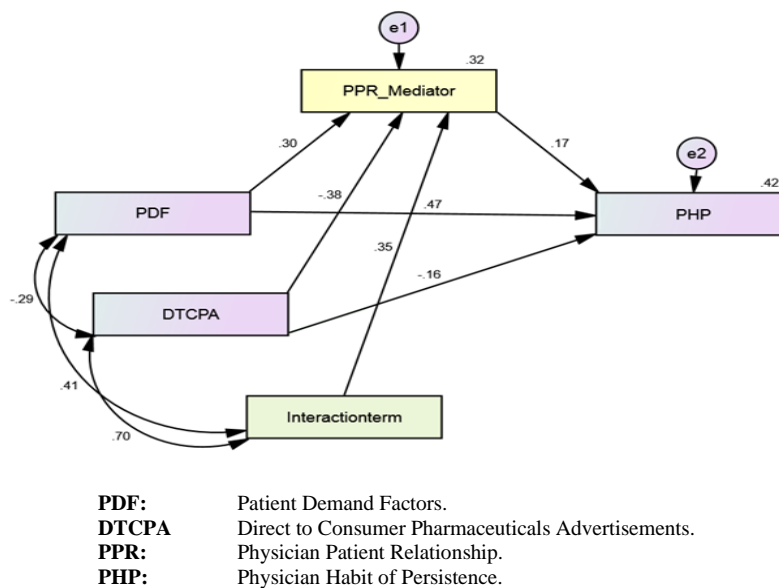 e1
.32
PPR_Mediator
.30
.17
e2
.42
PDF
-.38
.47
PHP
.35
-.29
DTCPA
-.16
.41
Interactionterm
.70
PDF: Patient Demand Factors.
DTCPA Direct to Consumer Pharmaceuticals Advertisements.
PPR: Physician Patient Relationship.
PHP: Physician Habit of Persistence.